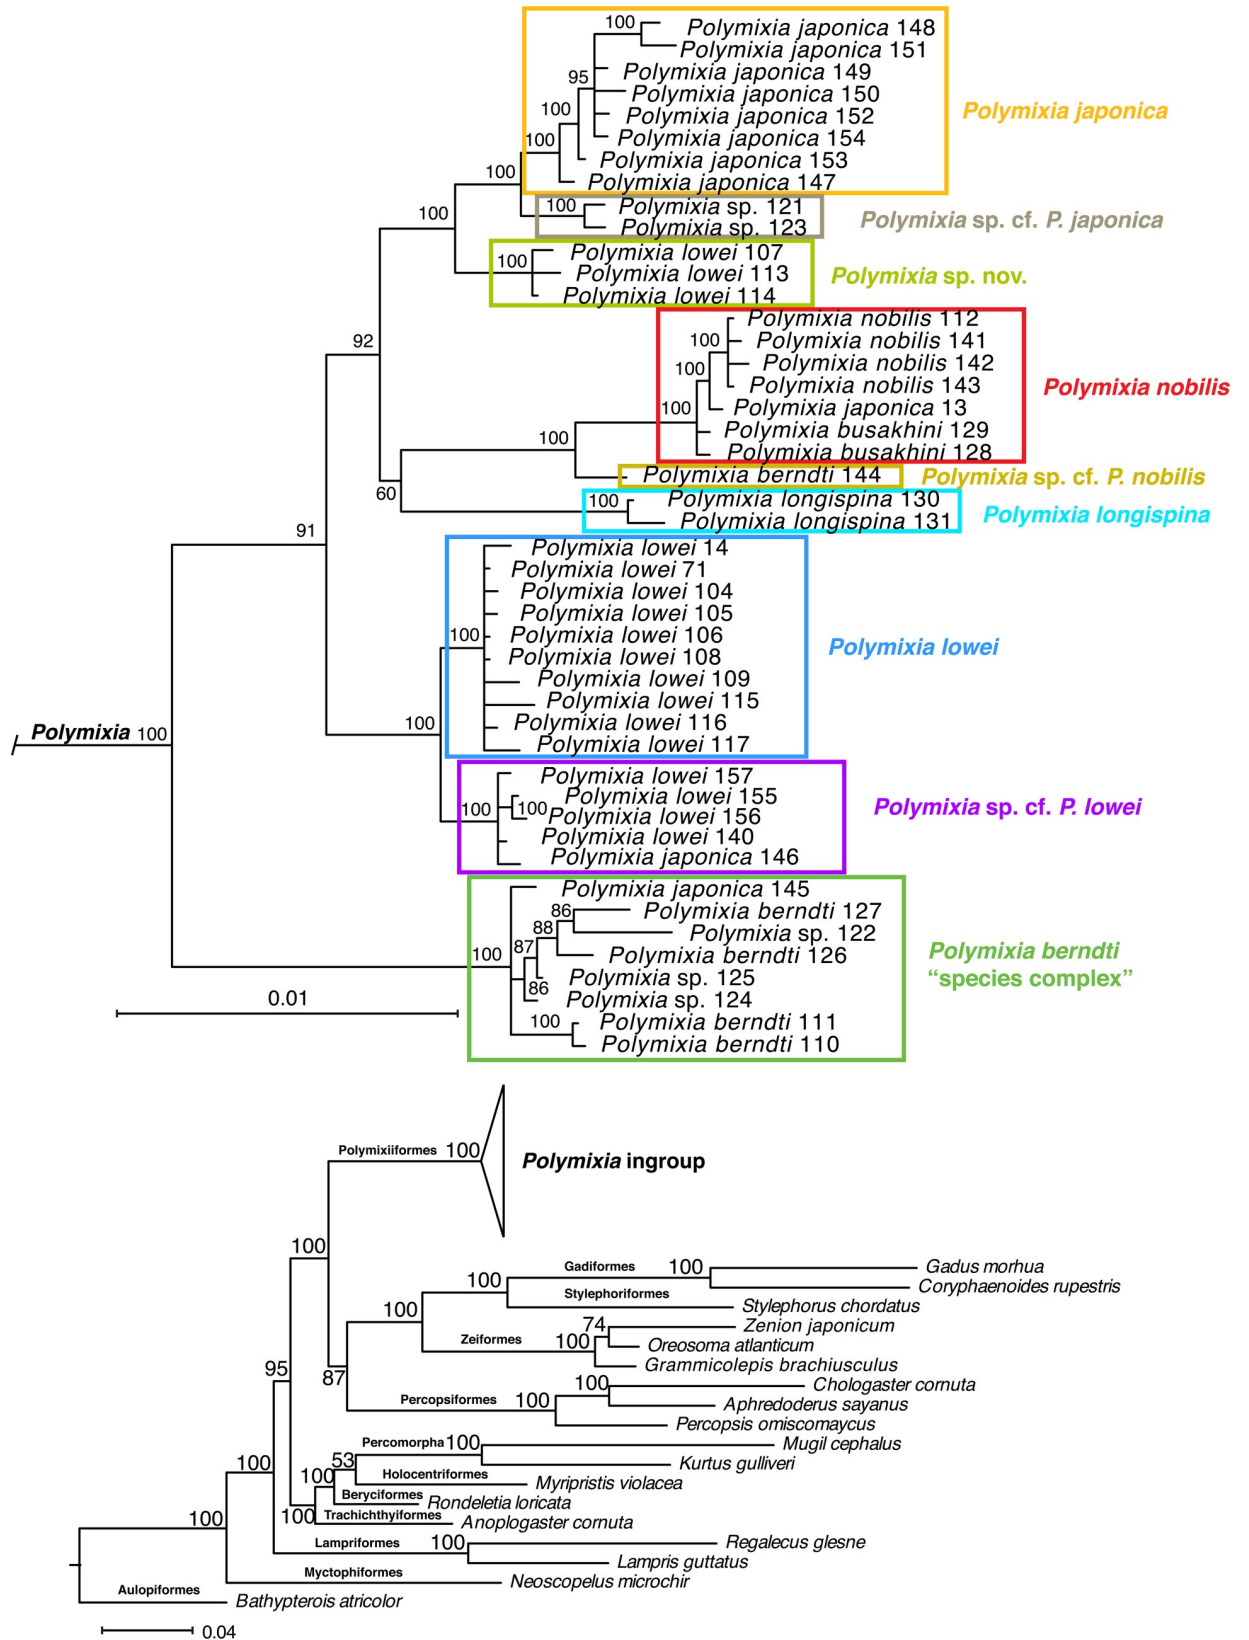 100
Polymixia japonica 148
Polymixia japonica 151
Polymixia japonica 149
95
Polymixia japonica 150
100
Polymixia japonica 152
Polymixia japonica
100
Polymixia japonica 154
Polymixia japonica 153
100
Polymixia japonica 147
100
Polymixia sp. 121
Polymixia sp. 123
Polymixia sp. cf. P. japonica
100
Polymixia lowei 107
100
Polymixia lowei 113
Polymixia sp. nov.
Polymixia lowei 114
92
Polymixia nobilis 112
100
Polymixia nobilis 141
Polymixia nobilis 142
100
Polymixia nobilis 143
Polymixia nobilis
100
Polymixia japonica 13
Polymixia busakhini 129
100
Polymixia busakhini 128
Polymixia berndti 144
Polymixia sp. cf. P. nobilis
60
100
Polymixia longispina 130
Polymixia longispina 131
Polymixia longispina
91
Polymixia lowei 14
Polymixia lowei 71
Polymixia lowei 104
Polymixia lowei 105
100
Polymixia lowei 106
Polymixia lowei
Polymixia lowei 108
Polymixia lowei 109
Polymixia lowei 115
100
Polymixia lowei 116
Polymixia lowei 117
Polymixia 100
Polymixia lowei 157
Polymixia lowei 155
100
100
Polymixia lowei 156
Polymixia sp. cf. P. lowei
Polymixia lowei 140
Polymixia japonica 146
Polymixia japonica 145
86
Polymixia berndti 127
88
Polymixia sp. 122
87
Polymixia berndti 126
100
Polymixia berndti
“species complex”
Polymixia sp. 125
86
Polymixia sp. 124
0.01
100
Polymixia berndti 111
Polymixia berndti 110
Polymixiiformes 100
Polymixia ingroup
100
Gadiformes 100
Gadus morhua
100
Coryphaenoides rupestris
Stylephoriformes
Stylephorus chordatus
100
74
Zenion japonicum
Zeiformes 100
Oreosoma atlanticum
Grammicolepis brachiusculus
95
87
100
Chologaster cornuta
Percopsiformes 100
Aphredoderus sayanus
Percopsis omiscomaycus
Percomorpha 100
Mugil cephalus
53
Kurtus gulliveri
100
Holocentriformes
Myripristis violacea
100
Beryciformes
Rondeletia loricata
100
Trachichthyiformes
Anoplogaster cornuta
100
Lampriformes 100
Regalecus glesne
Lampris guttatus
Myctophiformes
Neoscopelus microchir
Aulopiformes
Bathypterois atricolor
0.04